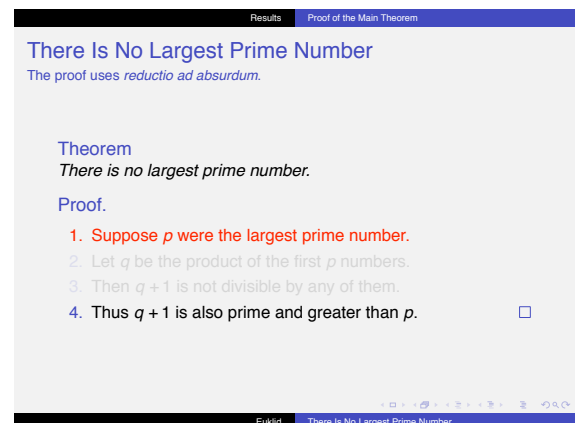 Results Proof of the Main Theorem
There Is No Largest Prime Number
The proof uses reductio ad absurdum.
Theorem
There is no largest prime number.
Proof.
1. Suppose p were the largest prime number.
2. Let q be the product of the first p numbers.
3. Then q + 1 is not divisible by any of them.
4. Thus q + 1 is also prime and greater than p.
Euklid There Is No Largest Prime Number